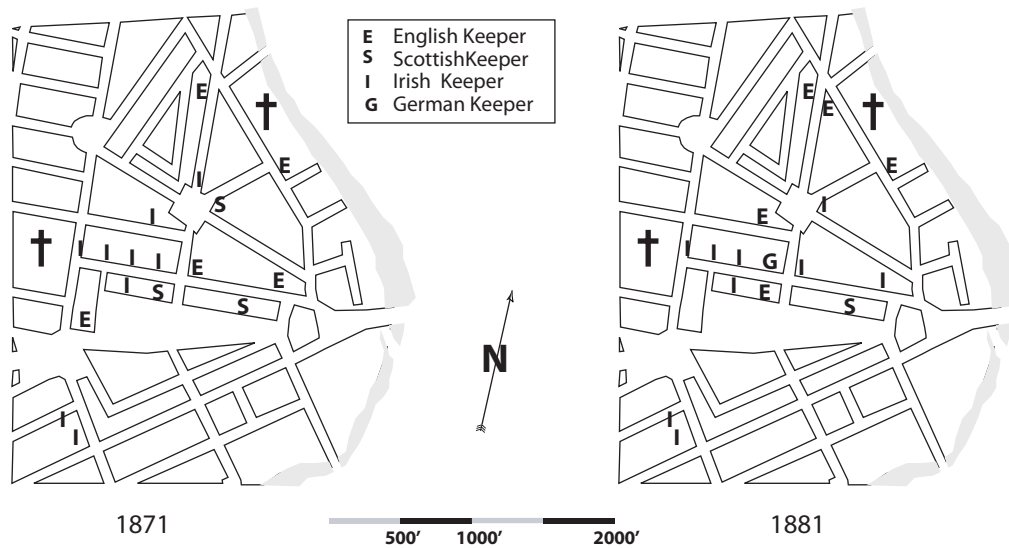 E English Keeper
S ScottishKeeper
I Irish Keeper
G German Keeper
E
E
I
S
I
I I I I E
E
I S
S
E
I
I
N
E
E
E
I
E
I I I G I
I
I E
S
I
I
1871
500' 1000' 2000'
1881